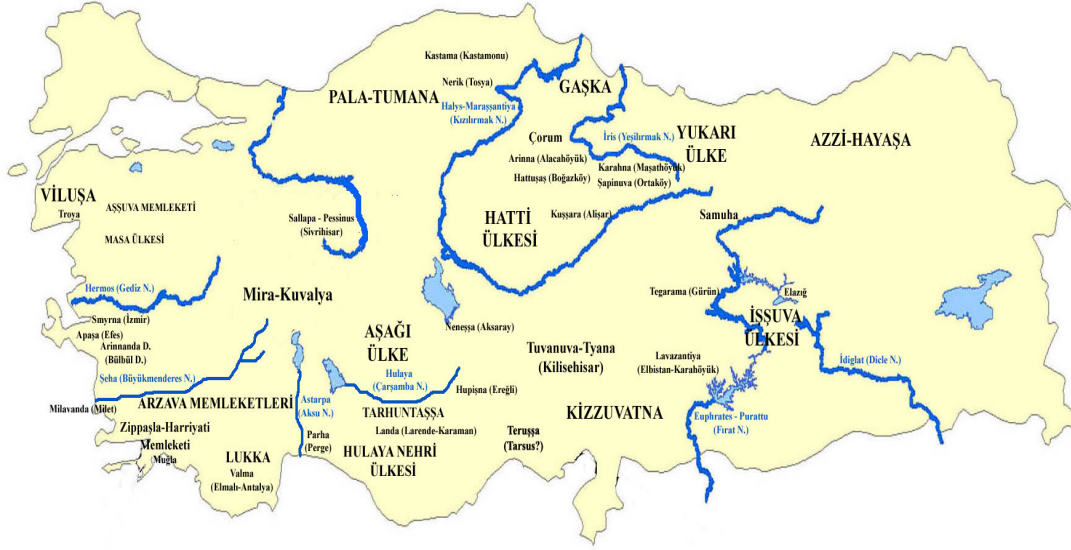 Kastama (Kastamonu)
Nerik (Tosya)
GAŞKA
PALA-TUMANA
Halys-Maraşşantiya
(Kızılırmak N.)
Çorum
İris (Yeşilırmak N.)
YUKARI
ÜLKE
AZZİ-HAYAŞA
Arinna (Alacahöyük)
Karahna (Maşathöyük)
Hattuşaş (Boğazköy)
Şapinuva (Ortaköy)
VİLUŞA
Troya
AŞŞUVA MEMLEKETİ
MASA ÜLKESİ
Sallapa - Pessinus
(Sivrihisar)
HATTİ
ÜLKESİ
Kuşşara (Alişar)
Samuha
Hermos (Gediz N.)
Mira-Kuvalya
Tegarama (Gürün)
Elazığ
Smyrna (İzmir)
Apaşa (Efes)
Arinnanda D.
(Bülbül D.)
AŞAĞI
ÜLKE
Neneşşa (Aksaray)
İŞŞUVA
ÜLKESİ
Tuvanuva-Tyana
(Kilisehisar)
Lavazantiya
(Elbistan-Karahöyük)
İdiglat (Dicle N.)
Şeha (Büyükmenderes N.)
Hulaya
(Çarşamba N.)
Hupişna (Ereğli)
Milavanda (Milet)
ARZAVA MEMLEKETLERİ
Astarpa
(Aksu N.)
TARHUNTAŞŞA
KİZZUVATNA
Euphrates - Purattu
(Fırat N.)
Zippaşla-Harriyati
Memleketi
Muğla
Parha
(Perge)
Landa (Larende-Karaman)
Teruşşa
(Tarsus?)
LUKKA
Valma
(Elmalı-Antalya)
HULAYA NEHRİ
ÜLKESİ